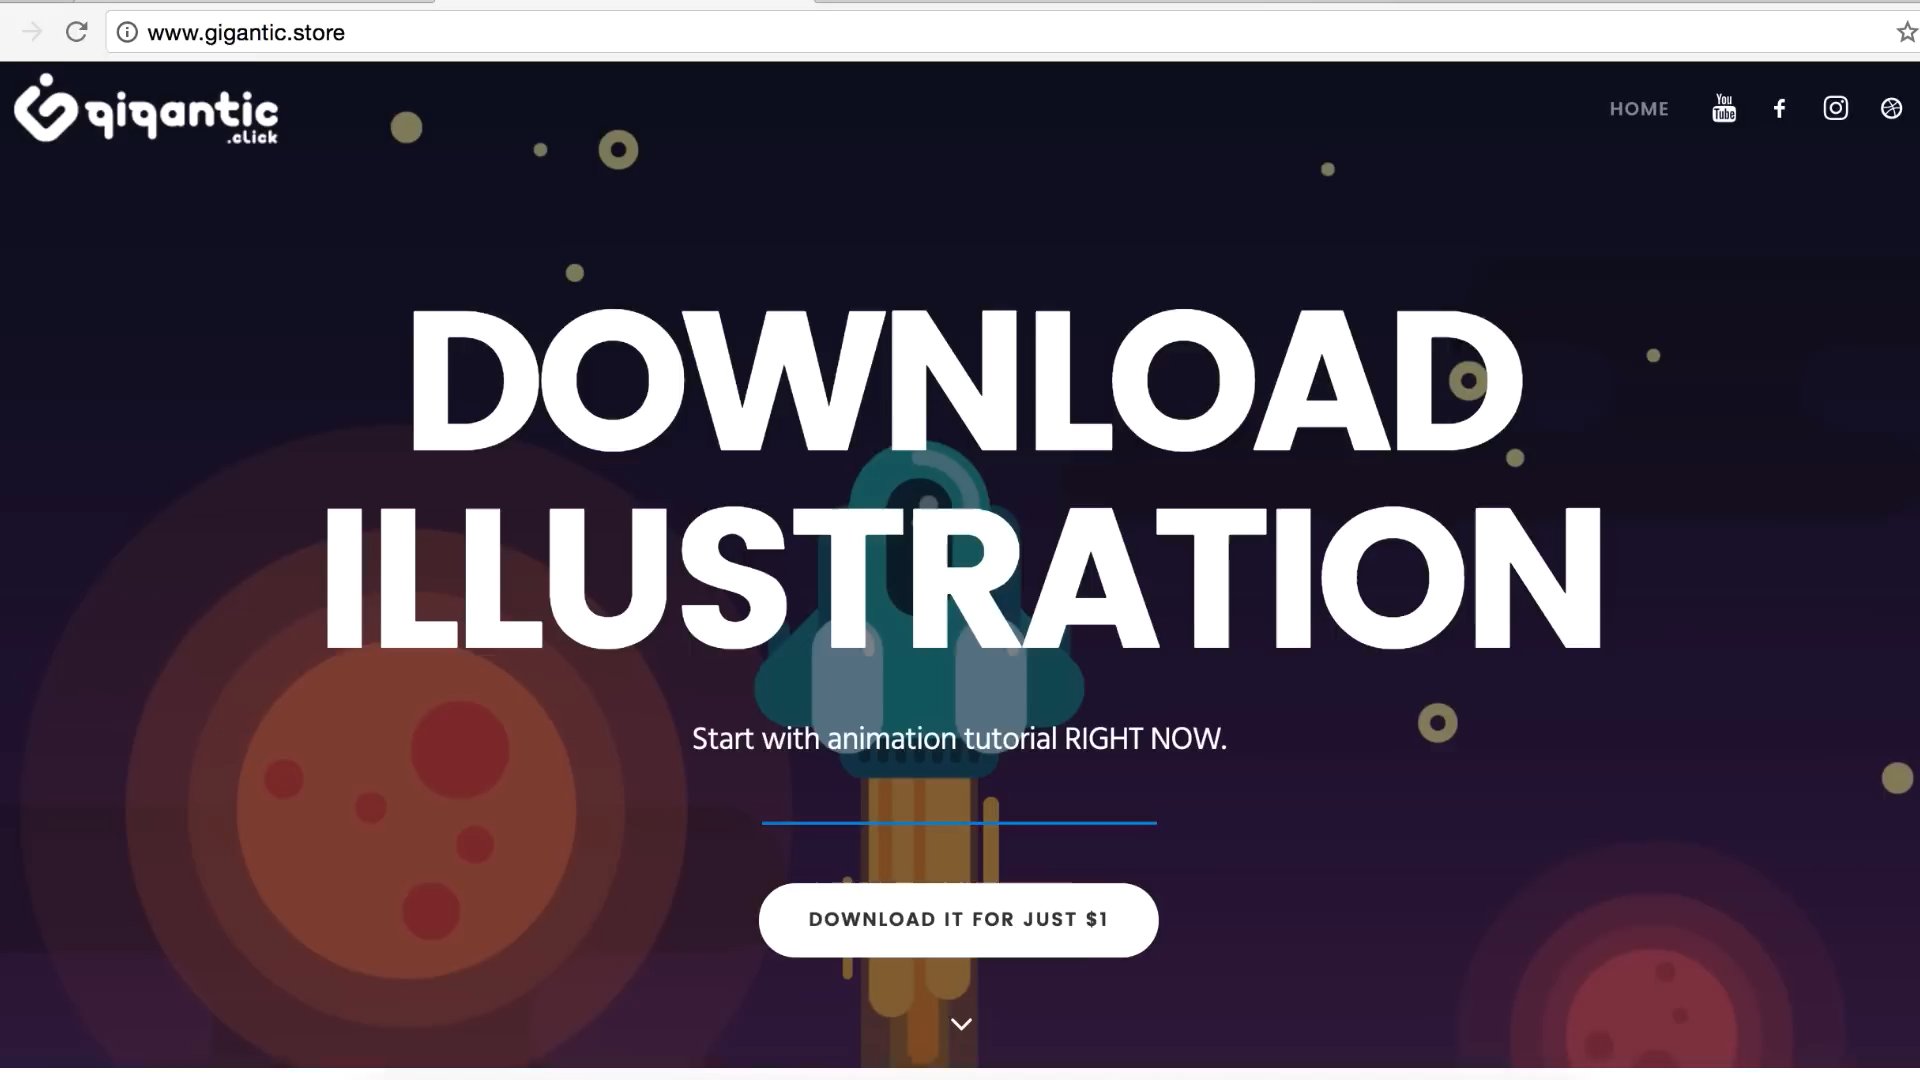 www.gigantic.store
gigantic
.click
HOME
You
Tube
DOWNLOAD
ILLUSTRATION
Start with animation tutorial RIGHT NOW.
DOWNLOAD IT FOR JUST $1